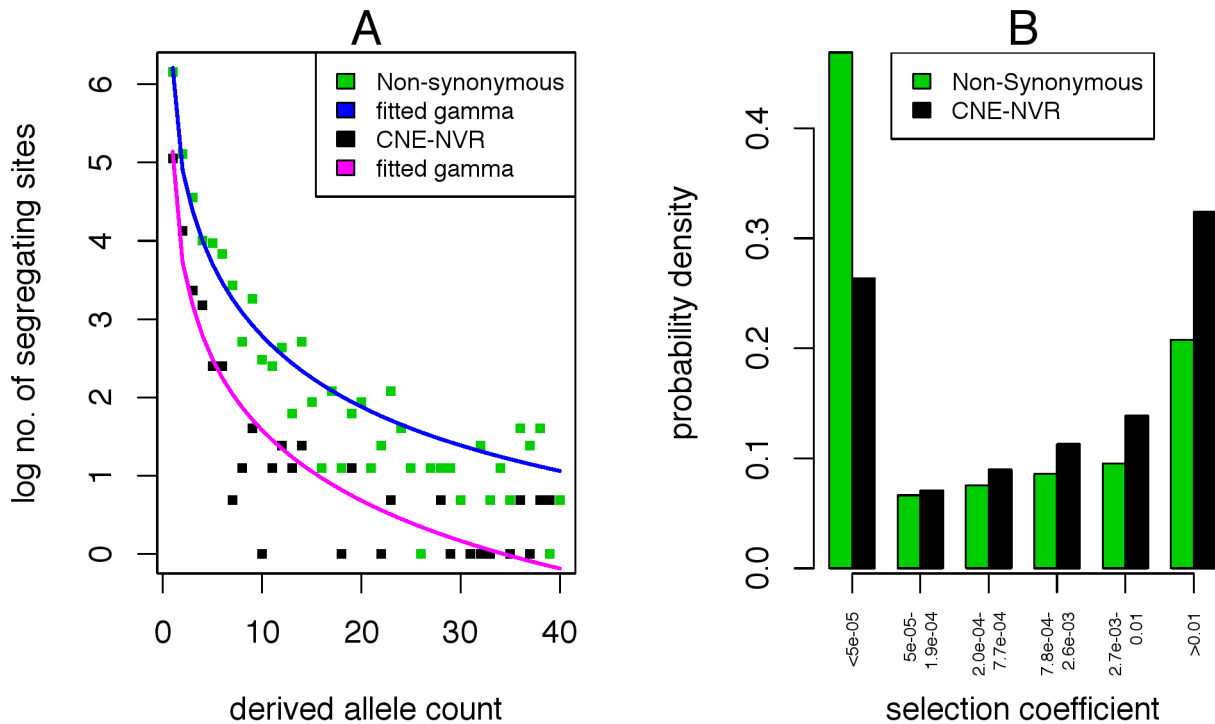 A
Non-synonymous
fitted gamma
CNE-NVR
fitted gamma
log no. of segregating sites
6
5
4
3
2
1
0
0 10 20 30 40
derived allele count
B
Non-Synonymous
CNE-NVR
probability density
0.4
0.3
0.2
0.1
0.0
<5e-05
5e-05-
1.9e-04
2.0e-04-
7.7e-04
7.8e-04-
2.6e-03
2.7e-03-
0.01
>0.01
selection coefficient